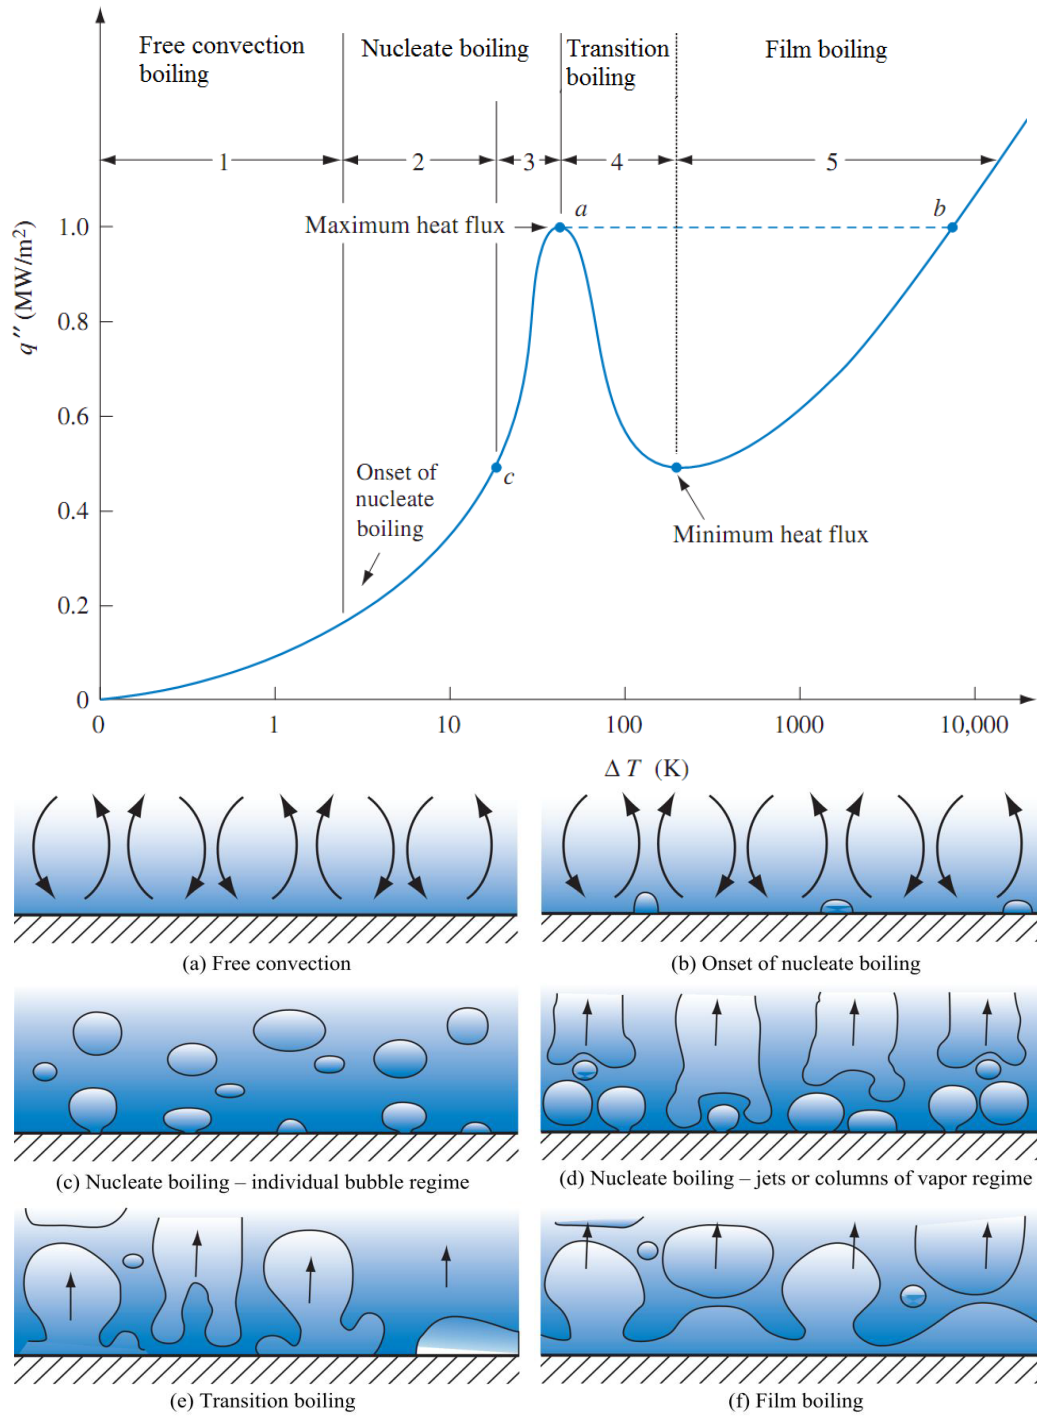 Free convection
boiling
Nucleate boiling
Transition
boiling
Film boiling
1
2
3
4
5
Maximum heat flux
a
b
q″ (MW/m²)
1.0
0.8
0.6
0.4
0.2
0
Onset of
nucleate
boiling
c
Minimum heat flux
0
1
10
100
1000
10,000
Δ T (K)
(a) Free convection
(b) Onset of nucleate boiling
(c) Nucleate boiling – individual bubble regime
(d) Nucleate boiling – jets or columns of vapor regime
(e) Transition boiling
(f) Film boiling